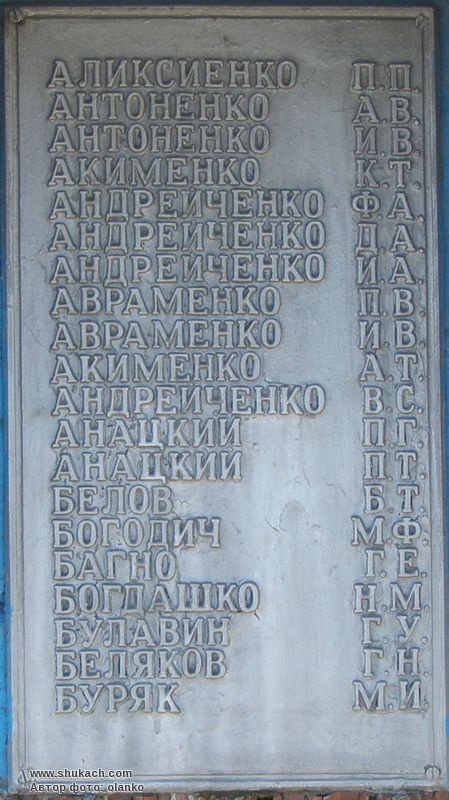 АЛИКСИЕНКО П.П.
АНТОНЕНКО А.В.
АНТОНЕНКО И.В.
АКИМЕНКО К.Т.
АНДРЕЙЧЕНКО Ф.А.
АНДРЕЙЧЕНКО Д.А.
АНДРЕЙЧЕНКО И.А.
АВРАМЕНКО П.В.
АВРАМЕНКО И.В.
АКИМЕНКО А.Т.
АНДРЕЙЧЕНКО В.С.
АНАЦКИЙ П.Г.
АНАЦКИЙ П.Т.
БЕЛОВ Б.Т.
БОГОДИЧ М.Ф.
БАГНО Г.Е.
БОГДАШКО Н.М.
БУЛАВИН Г.У.
БЕЛЯКОВ Г.Н.
БУРЯК М.И.
www.shukach.com
Автор фото: olanko